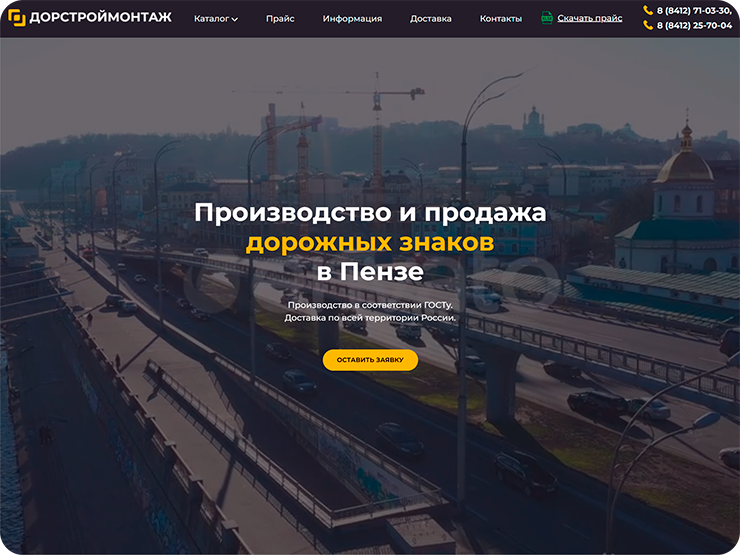 ДОРСТРОЙМОНТАЖ
Каталог
Прайс
Информация
Доставка
Контакты
Скачать прайс
8 (8412) 71-03-30,
8 (8412) 25-70-04
Производство и продажа
дорожных знаков
в Пензе
Производство в соответствии ГОСТу.
Доставка по всей территории России.
ОСТАВИТЬ ЗАЯВКУ